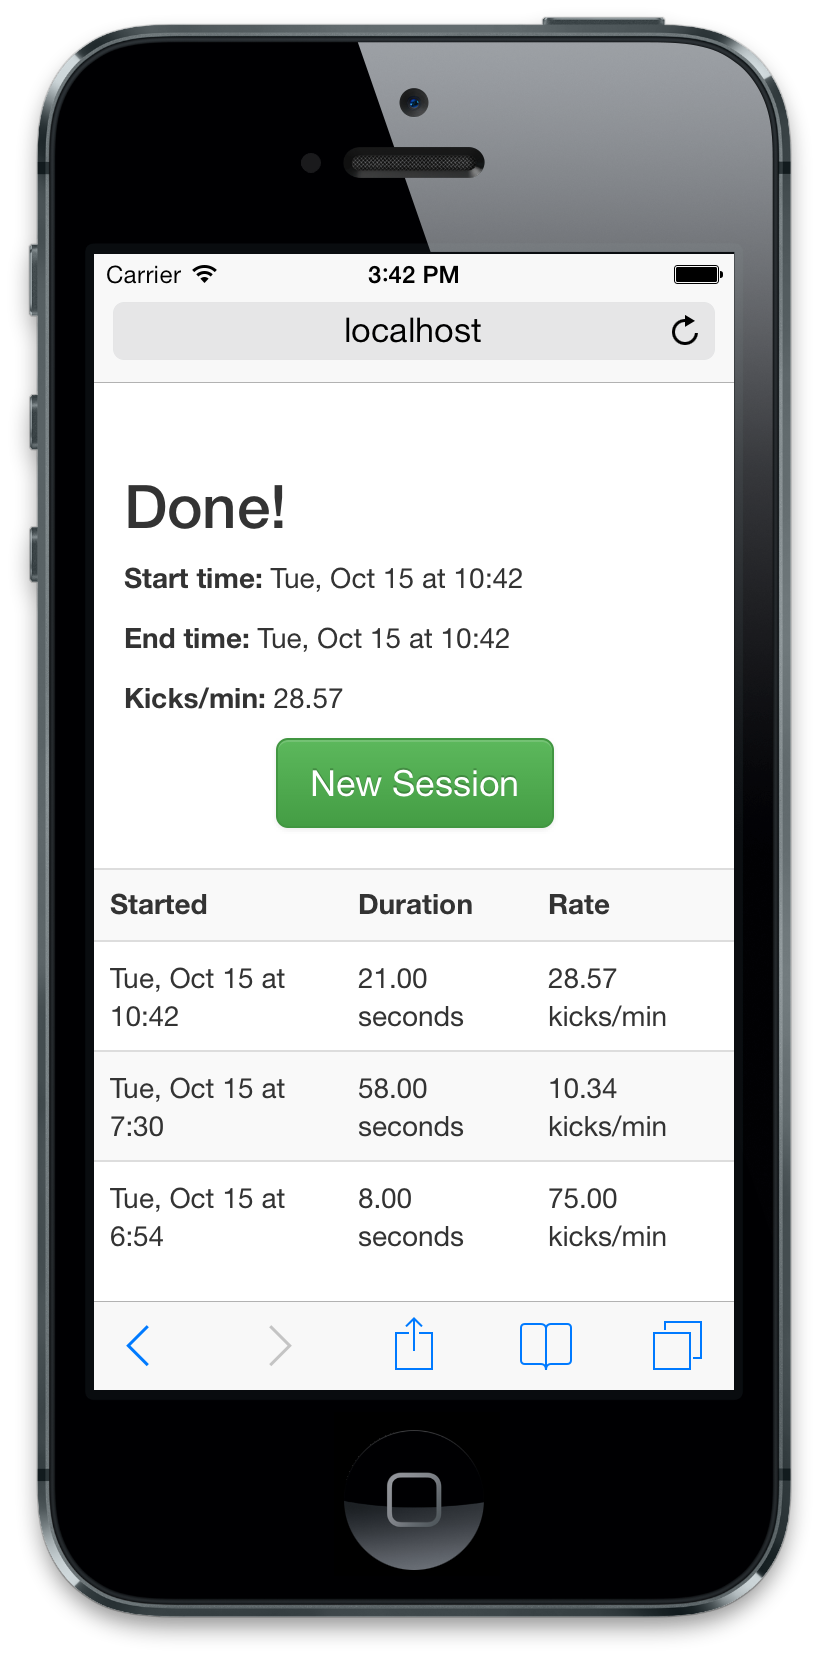 Carrier 3:42 PM
localhost
Done!
Start time: Tue, Oct 15 at 10:42
End time: Tue, Oct 15 at 10:42
Kicks/min: 28.57
New Session
Started Duration Rate
Tue, Oct 15 at 21.00 28.57
10:42 seconds kicks/min
Tue, Oct 15 at 58.00 10.34
7:30 seconds kicks/min
Tue, Oct 15 at 8.00 75.00
6:54 seconds kicks/min